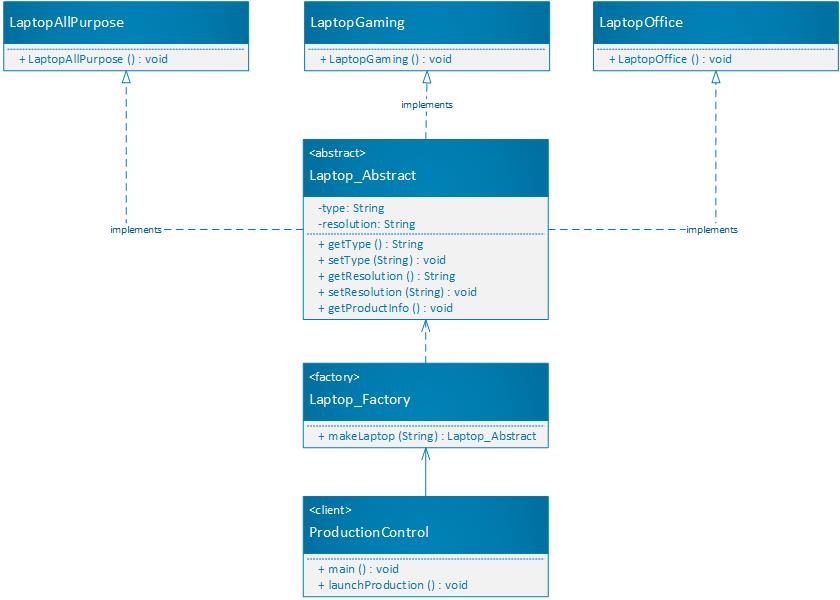 LaptopAllPurpose
+ LaptopAllPurpose () : void
LaptopGaming
+ LaptopGaming () : void
LaptopOffice
+ LaptopOffice () : void
implements
<abstract>
Laptop_Abstract
-type: String
-resolution: String
+ getType () : String
+ setType (String) : void
+ getResolution () : String
+ setResolution (String) : void
+ getProductInfo () : void
implements
implements
<factory>
Laptop_Factory
+ makeLaptop (String) : Laptop_Abstract
<client>
ProductionControl
+ main () : void
+ launchProduction () : void